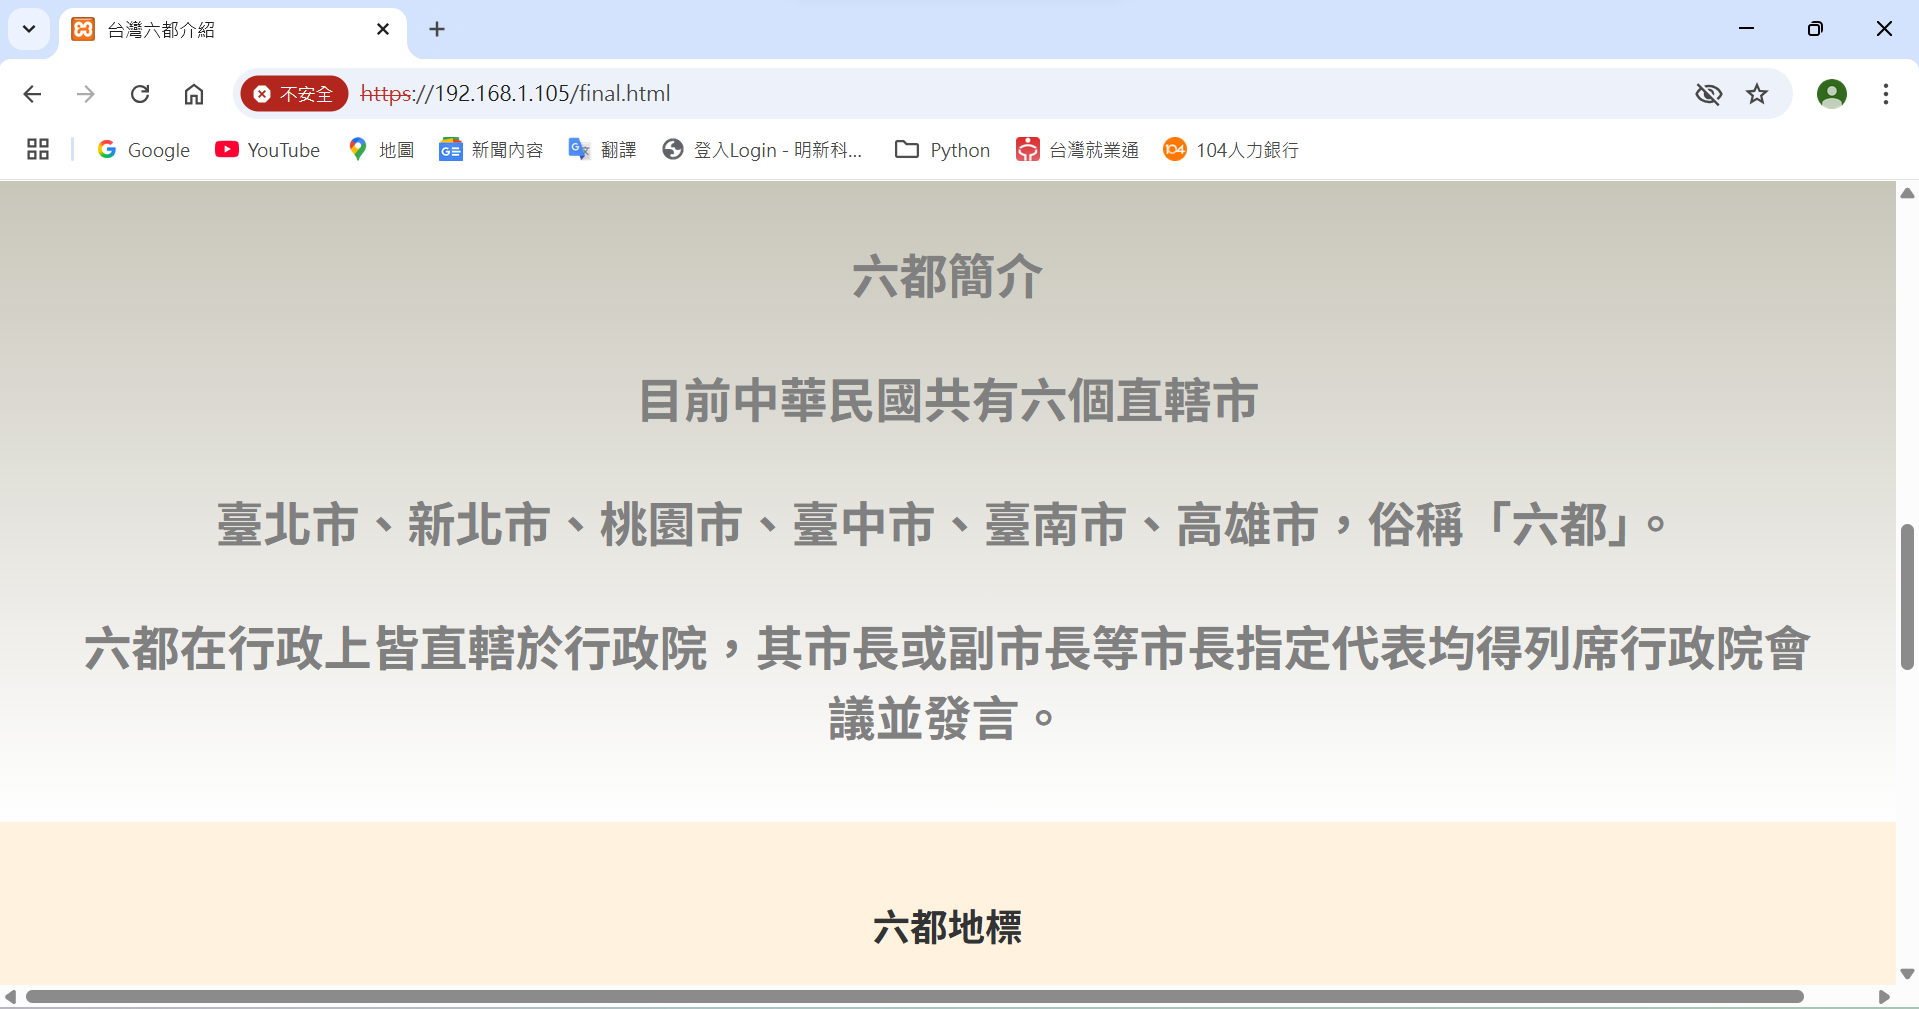 台灣六都介紹
不安全 https://192.168.1.105/final.html
Google YouTube 地圖 新聞內容 翻譯 登入Login - 明新科... Python 台灣就業通 104人力銀行
六都簡介
目前中華民國共有六個直轄市
臺北市、新北市、桃園市、臺中市、臺南市、高雄市，俗稱「六都」。
六都在行政上皆直轄於行政院，其市長或副市長等市長指定代表均得列席行政院會
議並發言。
六都地標